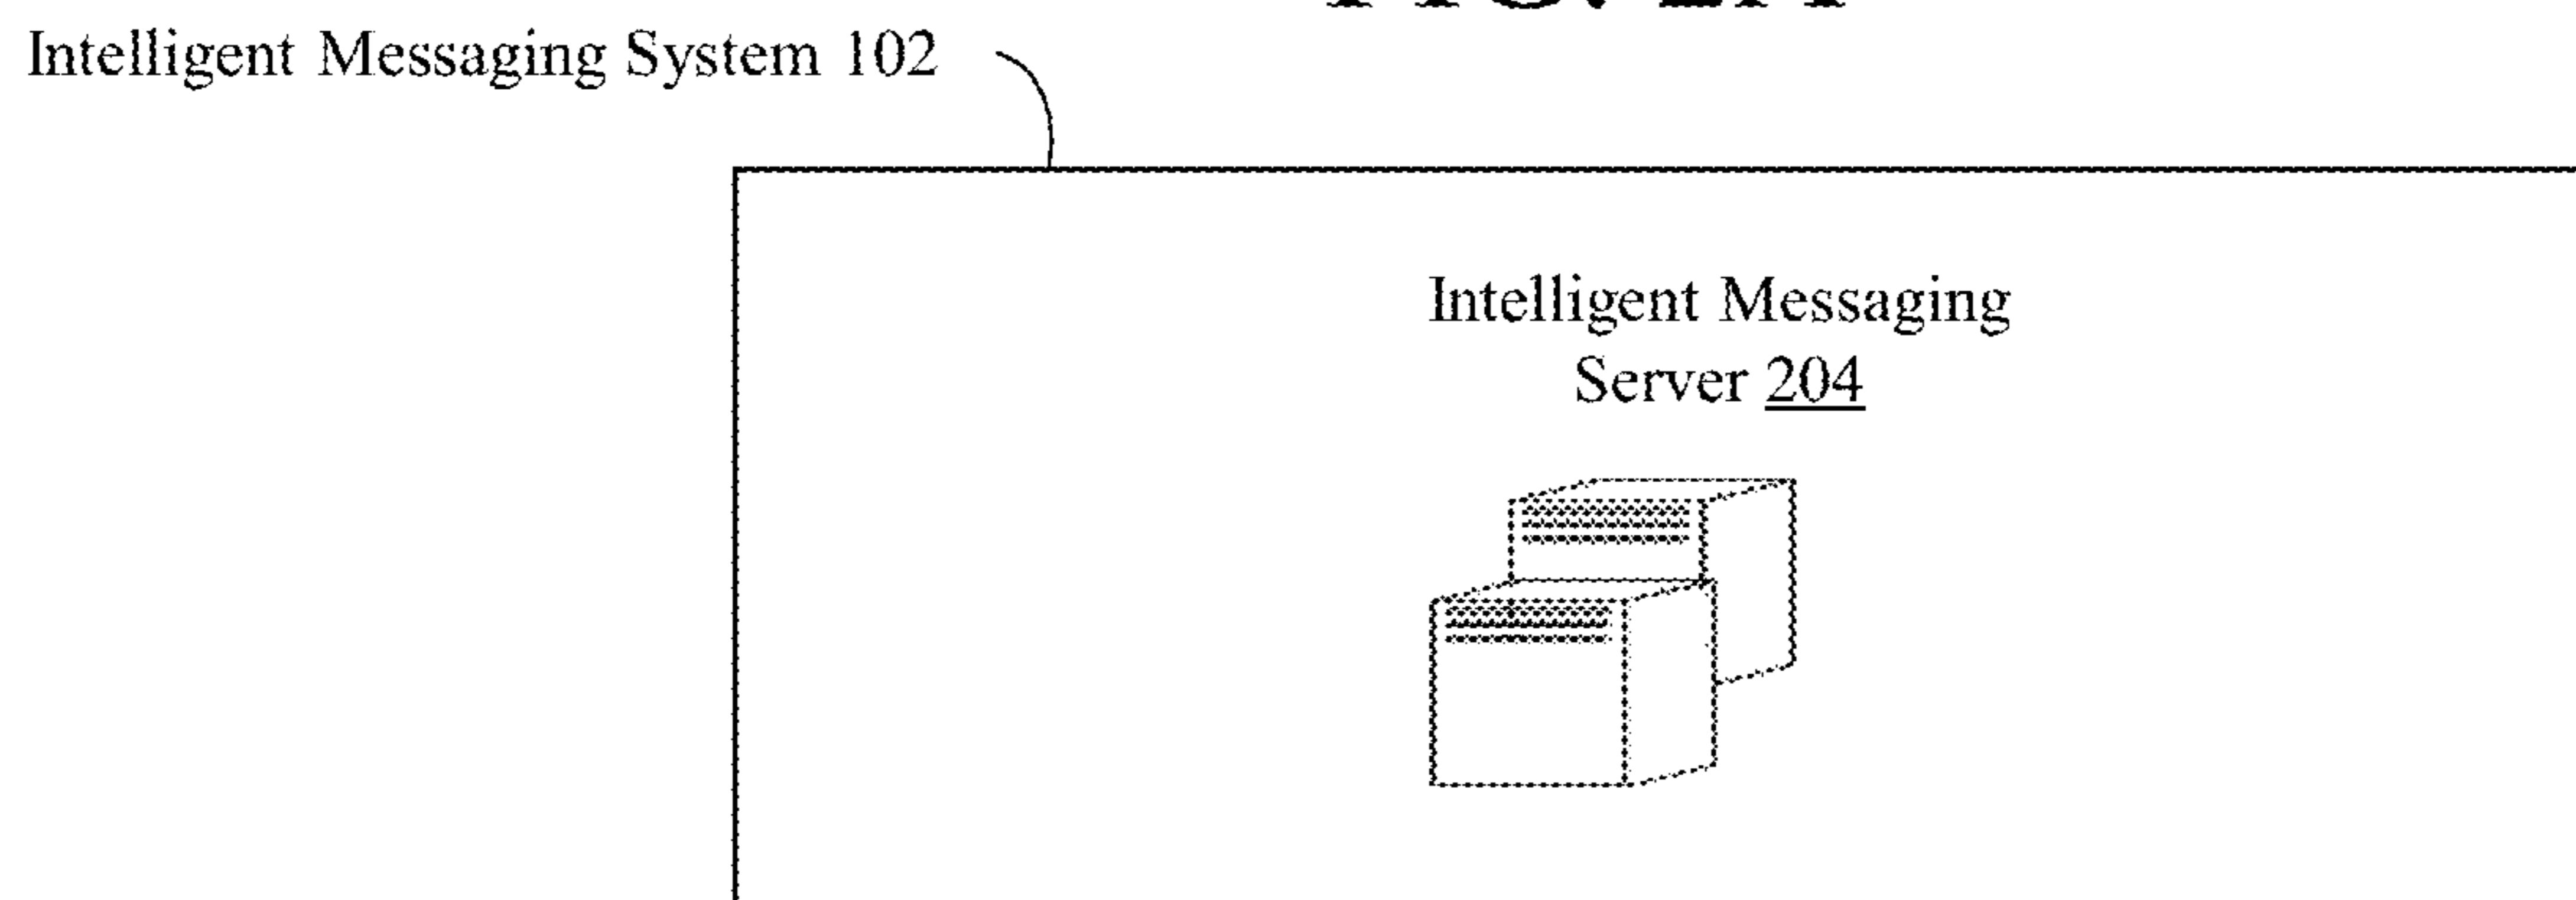 Intelligent Messaging System 102
Intelligent Messaging
Server 204